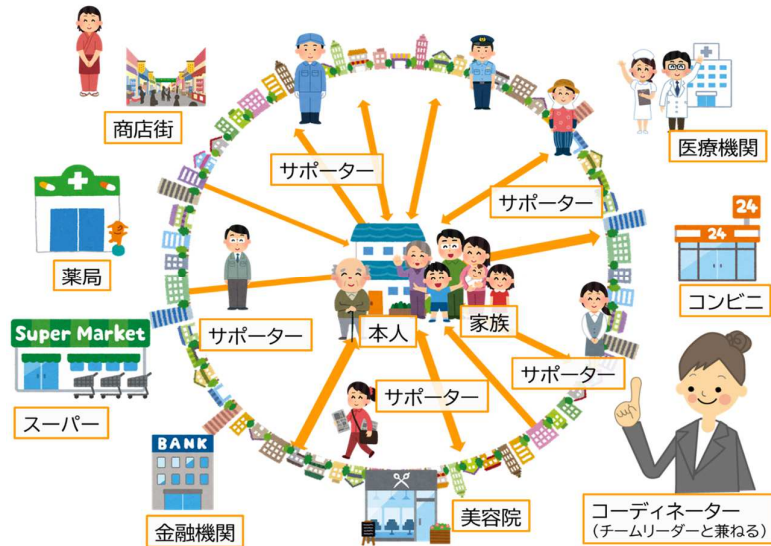 商店街
医療機関
サポーター
サポーター
24
24
薬局
コンビニ
サポーター
本人
家族
Super Market
サポーター
サポーター
スーパー
BANK
金融機関
美容院
コーディネーター
(チームリーダーと兼ねる)